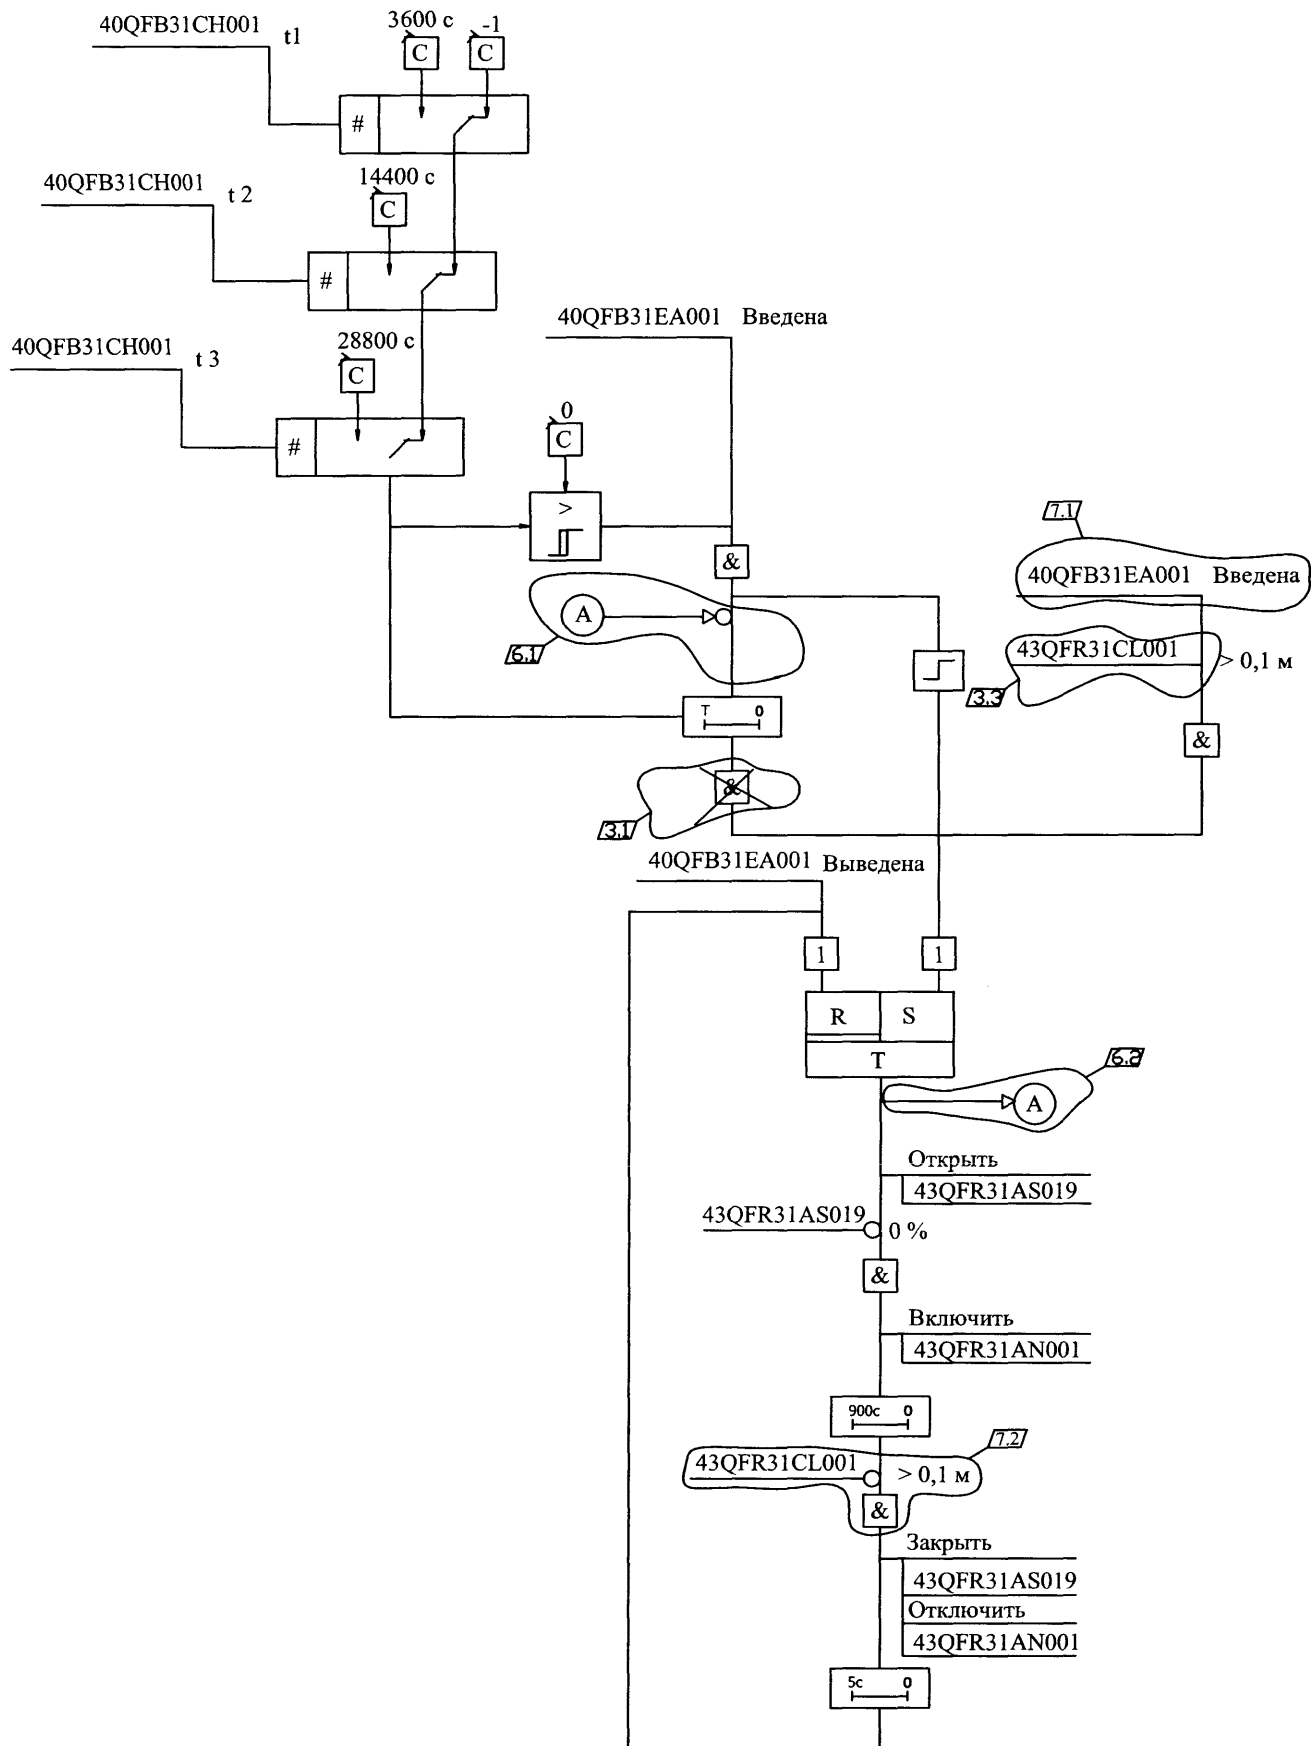 3600 с
-1
40QFB31CH001 t1
C
C
#
14400 с
40QFB31CH001 t 2
C
#
28800 с
40QFB31EA001 Введена
40QFB31CH001 t 3
C
0
C
#
>
7.1
&
40QFB31EA001 Введена
A
6.1
43QFR31CL001 > 0,1 м
3.3
T 0
&
&
3.1
40QFB31EA001 Выведена
1
1
R S
T
6.2
A
Открыть
43QFR31AS019
43QFR31AS019 0 %
&
Включить
43QFR31AN001
900с 0
7.2
43QFR31CL001 > 0,1 м
&
Закрыть
43QFR31AS019
Отключить
43QFR31AN001
5с 0